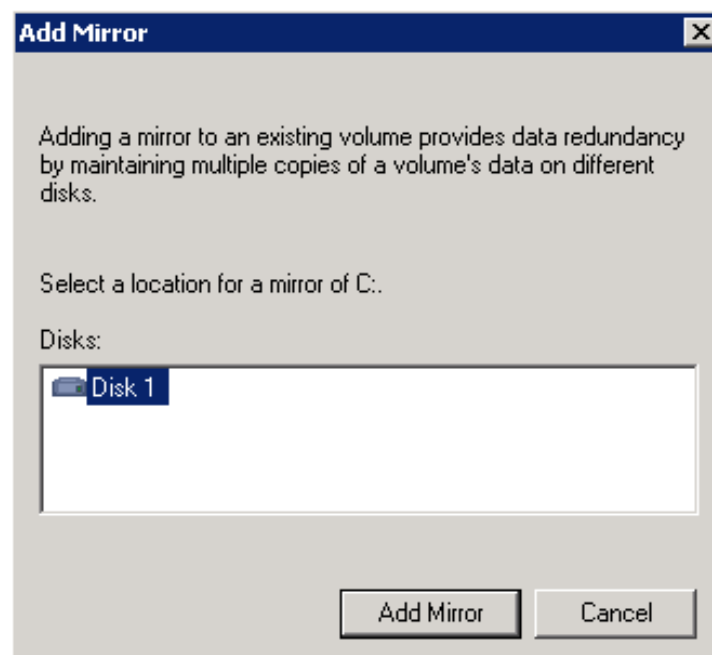 Add Mirror
Adding a mirror to an existing volume provides data redundancy
by maintaining multiple copies of a volume's data on different
disks.
Select a location for a mirror of C:.
Disks:
Disk 1
Add Mirror
Cancel